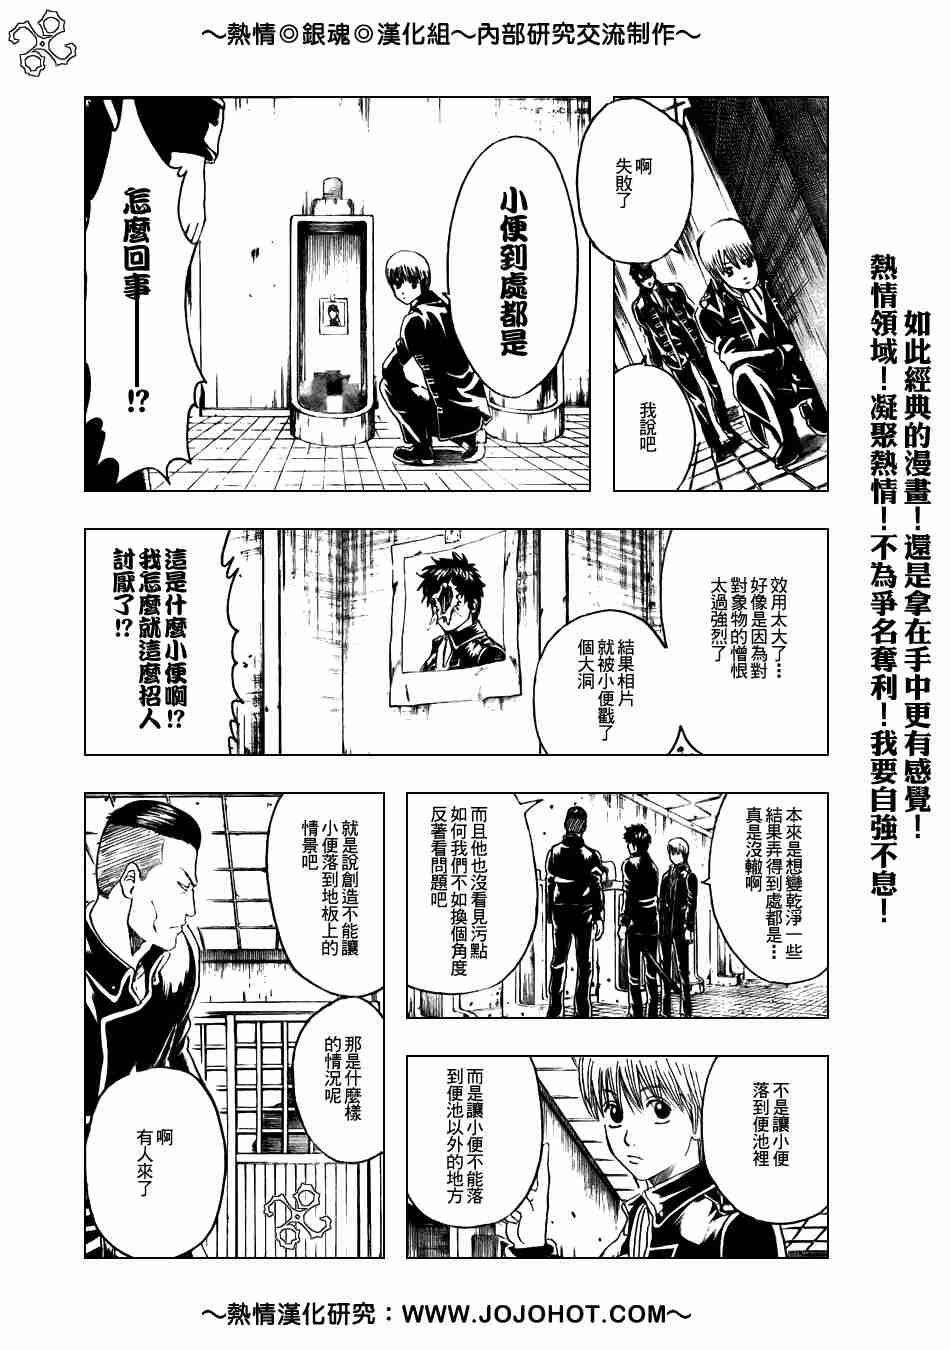 ～熱情◎銀魂◎漢化組～內部研究交流制作～
啊
失敗了
我說吧
小便到處都是
怎麼回事——!?
效用太大了…
好像是因為對
對象物的憎恨
太過強烈了
結果相片
就被小便戳了
個大洞
這是什麼小便啊!?
我怎麼就這麼招人
討厭了!?
本來是想變乾淨一些
結果弄得到處都是…
真是沒轍啊
而且他也沒看見污點
如何我們不如換個角度
反著看問題吧
不是讓小便
落到便池裡
而是讓小便不能落
到便池以外的地方
就是說創造不能讓
小便落到地板上的
情景吧
那是什麼樣
的情況呢
啊
有人來了
如此經典的漫畫！還是拿在手中更有感覺！
熱情領域！凝聚熱情！不為爭名奪利！我要自強不息！
～熱情漢化研究：WWW.JOJOHOT.COM～